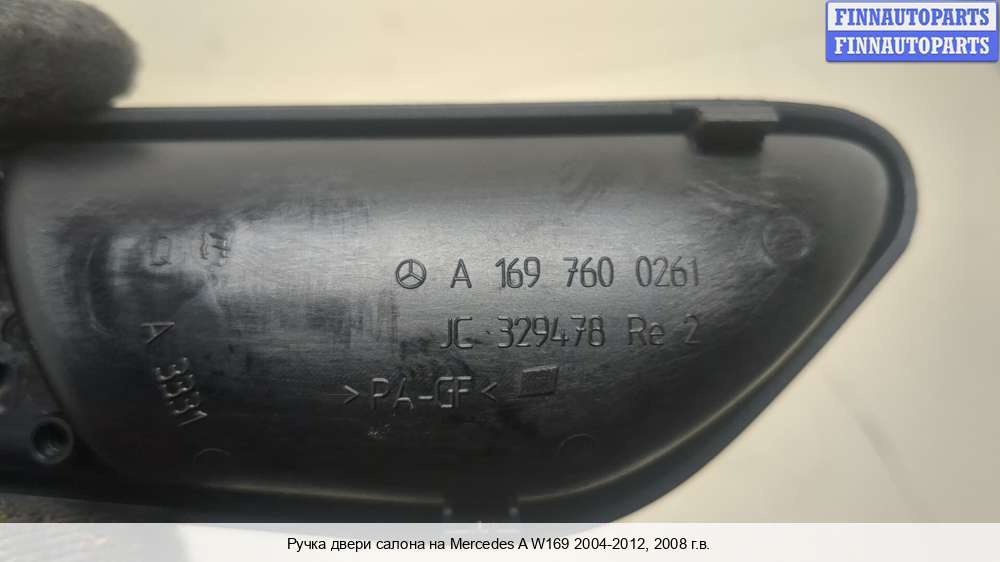 FINNAUTOPARTS
FINNAUTOPARTS
A 169 760 0261
JC 329478 Re 2
>PA-GF<
A 3331
Ручка двери салона на Mercedes A W169 2004-2012, 2008 г.в.